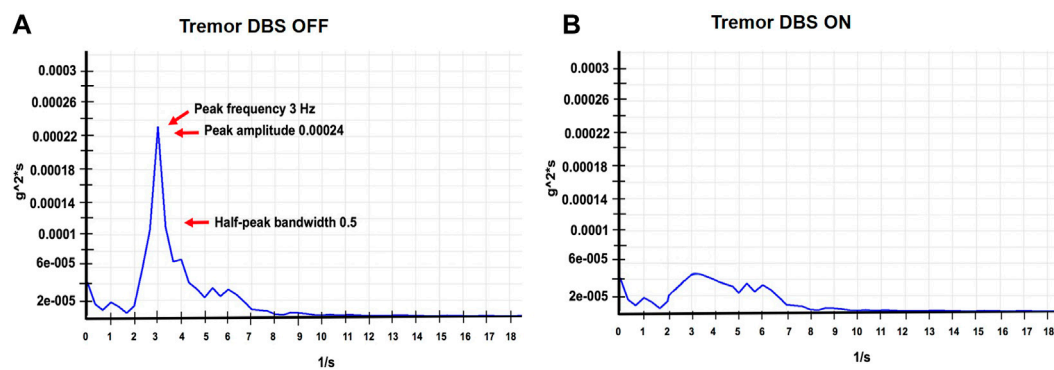 A
Tremor DBS OFF
0.0003
0.00026
0.00022
0.00018
0.00014
0.0001
6e-005
2e-005
g^2*s
Peak frequency 3 Hz
Peak amplitude 0.00024
Half-peak bandwidth 0.5
0 1 2 3 4 5 6 7 8 9 10 11 12 13 14 15 16 17 18
1/s
B
Tremor DBS ON
0.0003
0.00026
0.00022
0.00018
0.00014
0.0001
6e-005
2e-005
g^2*s
0 1 2 3 4 5 6 7 8 9 10 11 12 13 14 15 16 17 18
1/s